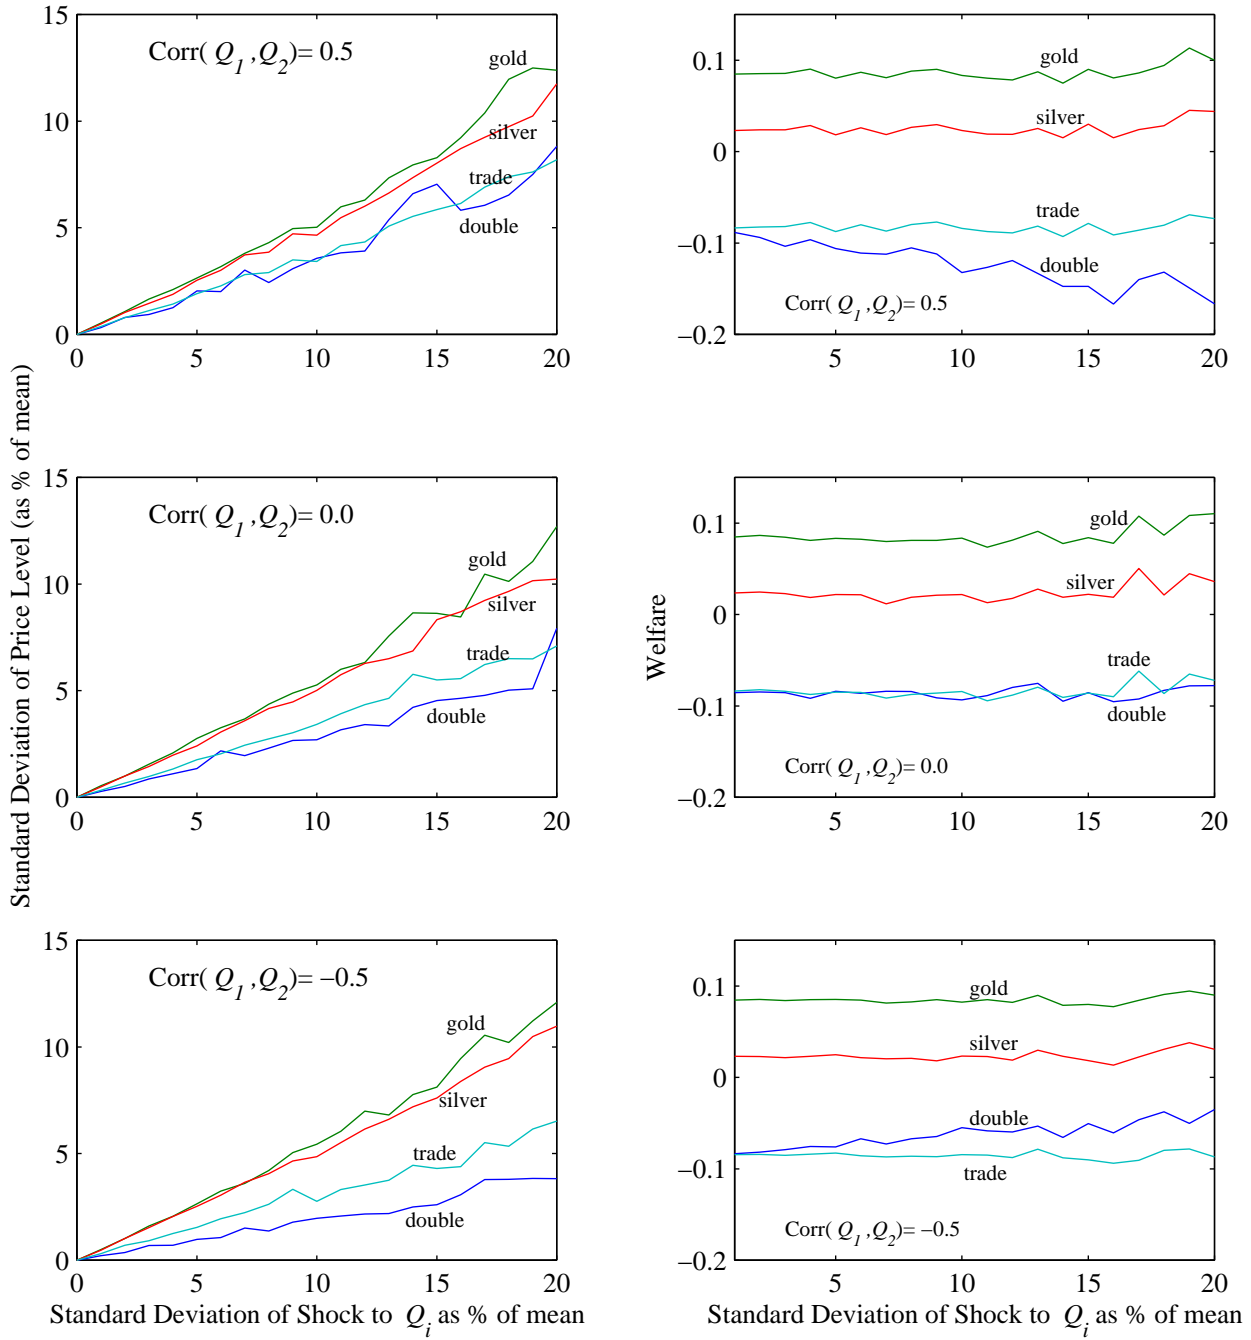 Standard Deviation of Price Level (as % of mean)
15
10
5
0
0
5
10
15
20
Corr( Q1 ,Q2)= 0.5
gold
silver
trade
double
0.1
0
−0.1
−0.2
5
10
15
20
gold
silver
trade
double
Corr( Q1 ,Q2)= 0.5
15
10
5
0
0
5
10
15
20
Corr( Q1 ,Q2)= 0.0
gold
silver
trade
double
Welfare
0.1
0
−0.1
−0.2
5
10
15
20
gold
silver
trade
double
Corr( Q1 ,Q2)= 0.0
15
10
5
0
0
5
10
15
20
Corr( Q1 ,Q2)= −0.5
gold
silver
trade
double
Standard Deviation of Shock to Qi as % of mean
0.1
0
−0.1
−0.2
5
10
15
20
gold
silver
double
trade
Corr( Q1 ,Q2)= −0.5
Standard Deviation of Shock to Qi as % of mean